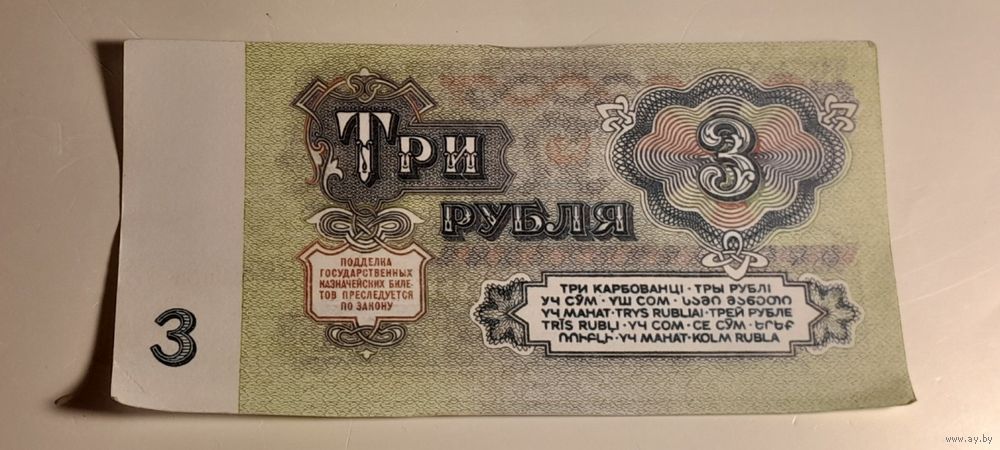 ТРИ
РУБЛЯ
3
ПОДДЕЛКА
ГОСУДАРСТВЕННЫХ
КАЗНАЧЕЙСКИХ БИЛЕ-
ТОВ ПРЕСЛЕДУЕТСЯ
ПО ЗАКОНУ
ТРИ КАРБОВАНЦІ · ТРЫ РУБЛІ
УЧ СЎМ · ҮШ СОМ · ᲡᲐᲛᲘ ᲛᲐᲜᲔᲗᲘ
ҮЧ МАНАТ · TRYS RUBLIAI · ТРЕЙ РУБЛЕ
TRĪS RUBĻI · ҮЧ СОМ · СЕ СӮМ · ԵՐԵՔ
ՌՈՒԲԼԻ · ҮЧ МАНАТ · KOLM RUBLA
3
www.ay.by